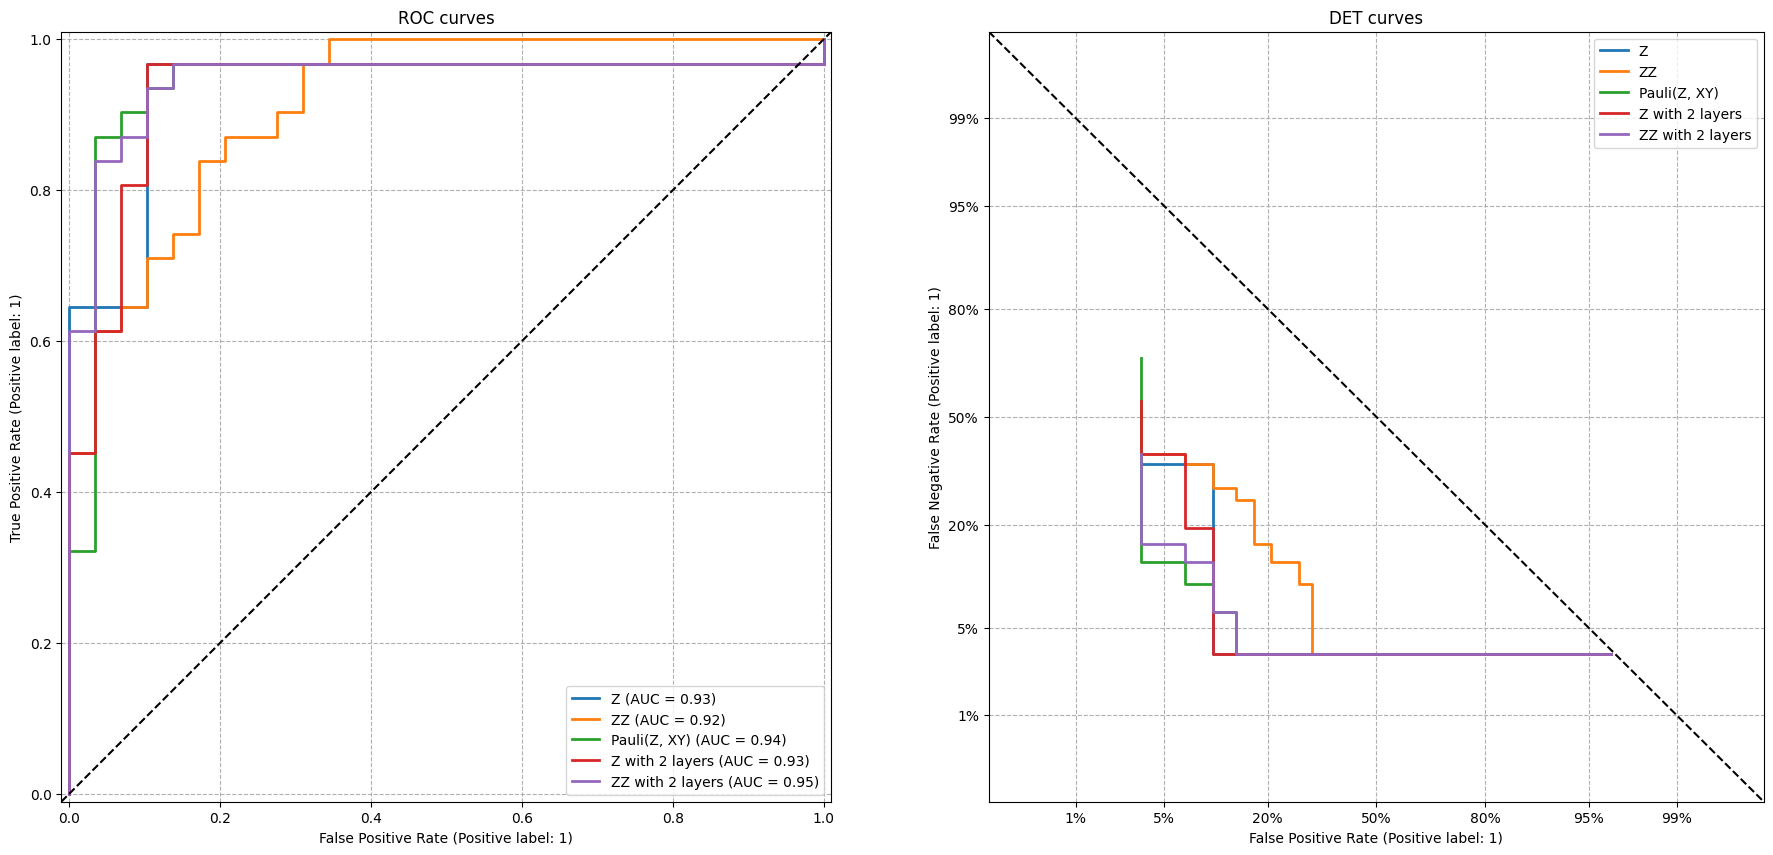 ROC curves
True Positive Rate (Positive label: 1)
1.0
0.8
0.6
0.4
0.2
0.0
Z (AUC = 0.93)
ZZ (AUC = 0.92)
Pauli(Z, XY) (AUC = 0.94)
Z with 2 layers (AUC = 0.93)
ZZ with 2 layers (AUC = 0.95)
0.0 0.2 0.4 0.6 0.8 1.0
False Positive Rate (Positive label: 1)
DET curves
False Negative Rate (Positive label: 1)
99%
95%
80%
50%
20%
5%
1%
Z
ZZ
Pauli(Z, XY)
Z with 2 layers
ZZ with 2 layers
1% 5% 20% 50% 80% 95% 99%
False Positive Rate (Positive label: 1)